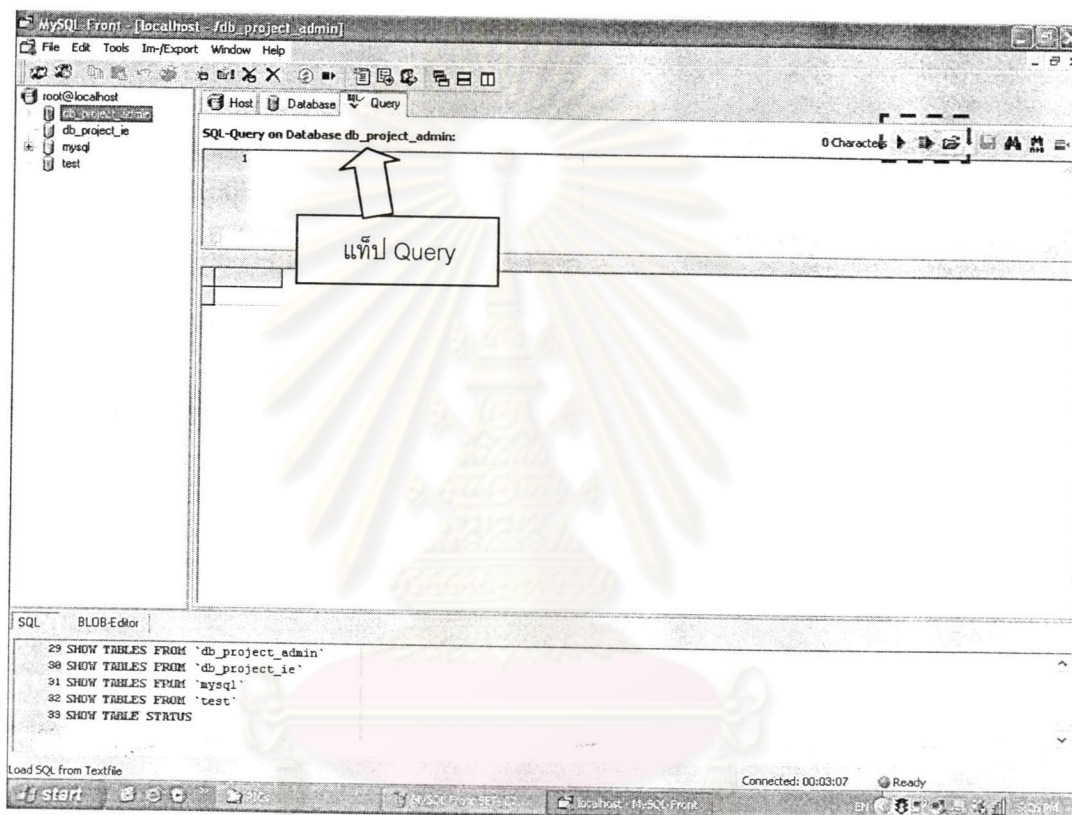 MySQL-Front - [localhost - /db_project_admin]
File Edit Tools Im-/Export Window Help
root@localhost
db_project_admin
db_project_ie
mysql
test
Host Database Query
SQL-Query on Database db_project_admin:
0 Characters
1
แท็ป Query
SQL BLOB-Editor
29 SHOW TABLES FROM `db_project_admin`
30 SHOW TABLES FROM `db_project_ie`
31 SHOW TABLES FROM `mysql`
32 SHOW TABLES FROM `test`
33 SHOW TABLE STATUS
Load SQL from Textfile
Connected: 00:03:07 Ready
start
localhost - MySQL-Front
EN